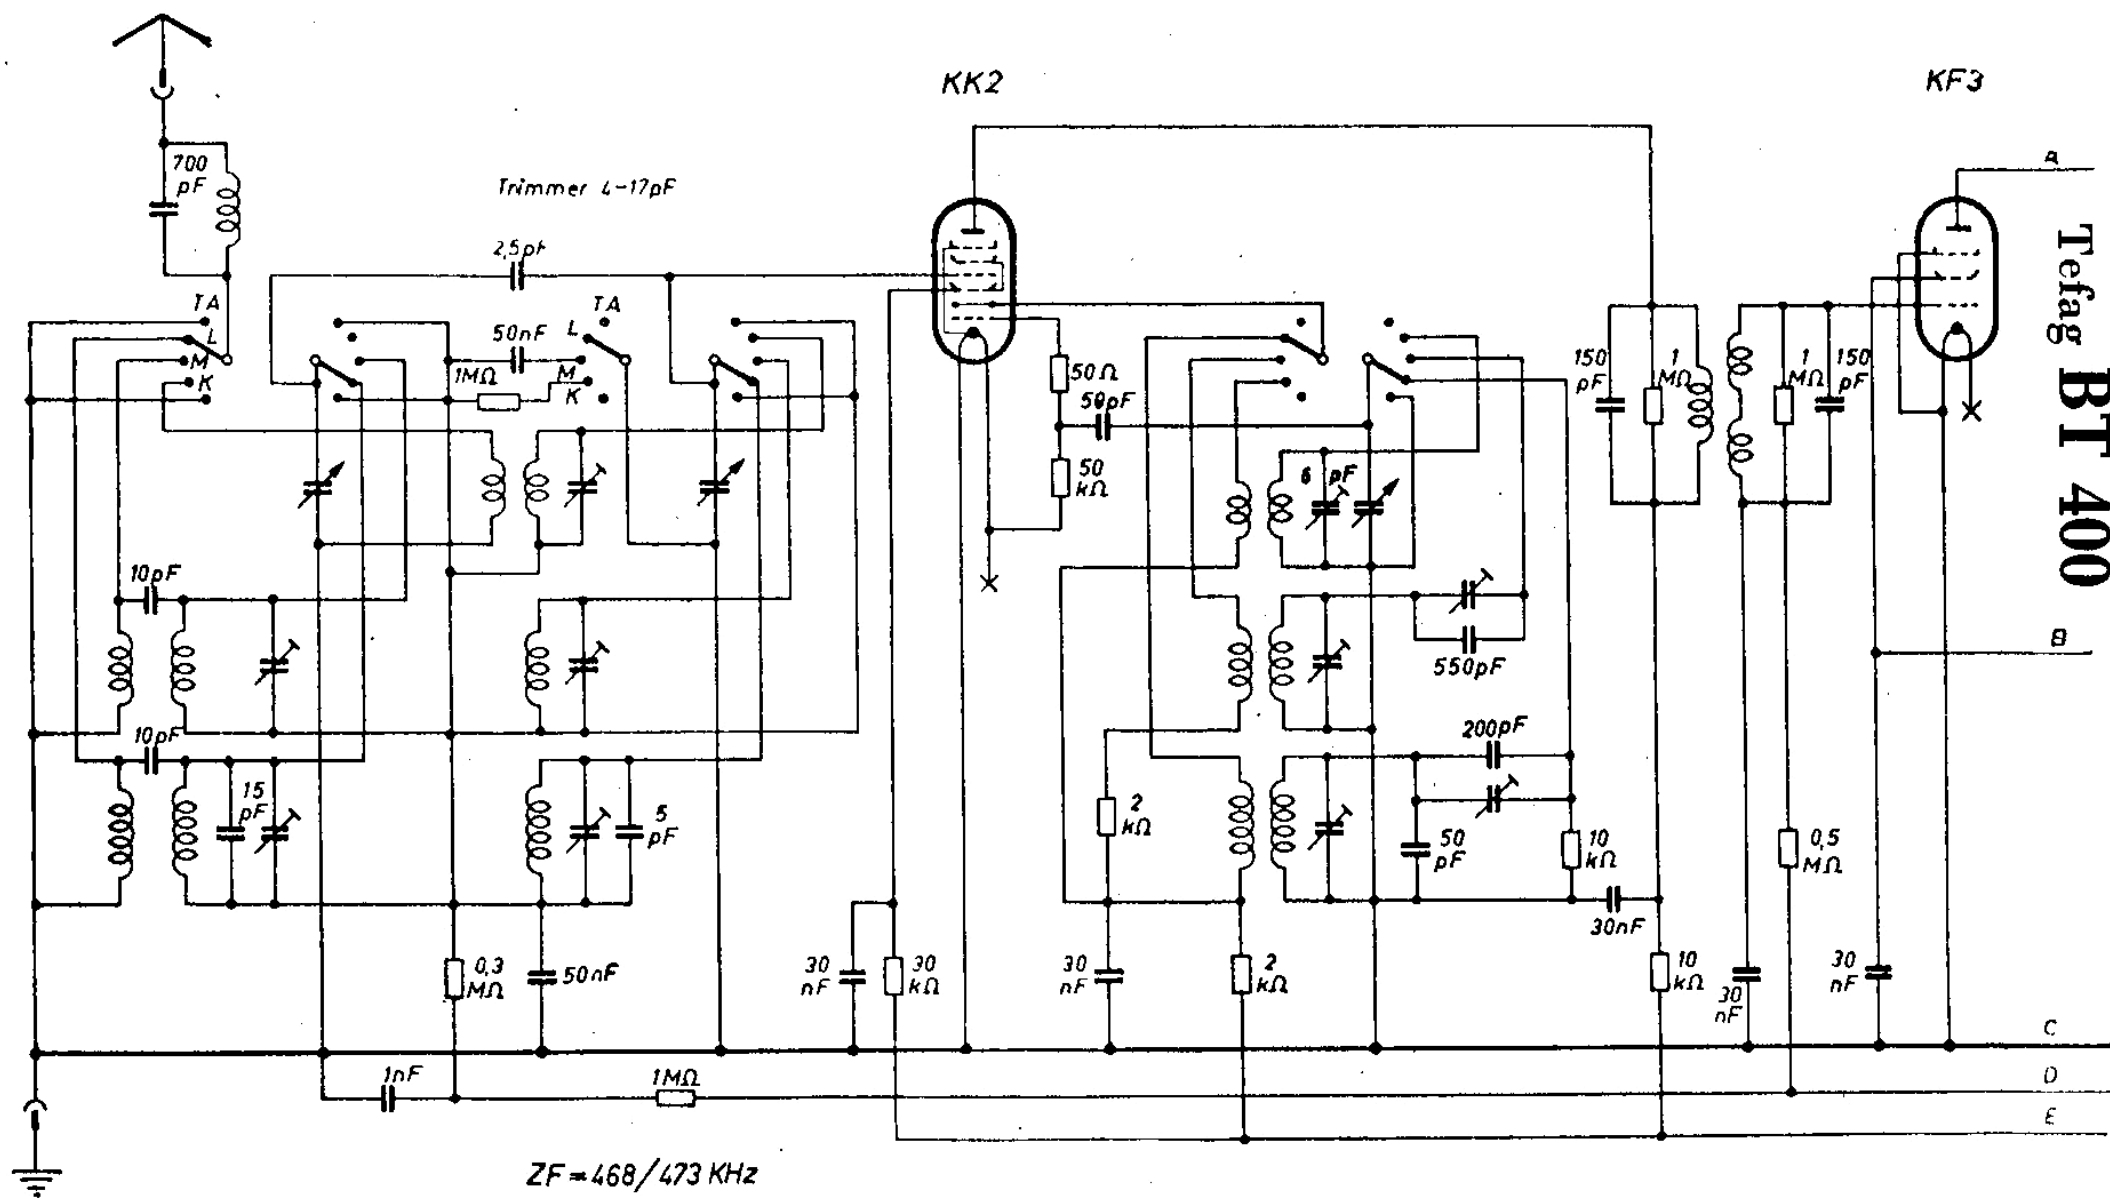 KK2
KF3
700
pF
Trimmer 4-17pF
A
2,5pF
TA
TA
L
L
50nF
M
M
K
K
1MΩ
50Ω
50pF
50
kΩ
150
pF
1
MΩ
1
MΩ
150
pF
Tefag BT 400
6 pF
10pF
550pF
B
10pF
200pF
15
pF
5
pF
2
kΩ
50
pF
10
kΩ
0,5
MΩ
30nF
0,3
MΩ
50nF
30
nF
30
kΩ
30
nF
2
kΩ
10
kΩ
30
nF
30
nF
C
1nF
1MΩ
D
E
ZF=468/473 KHz